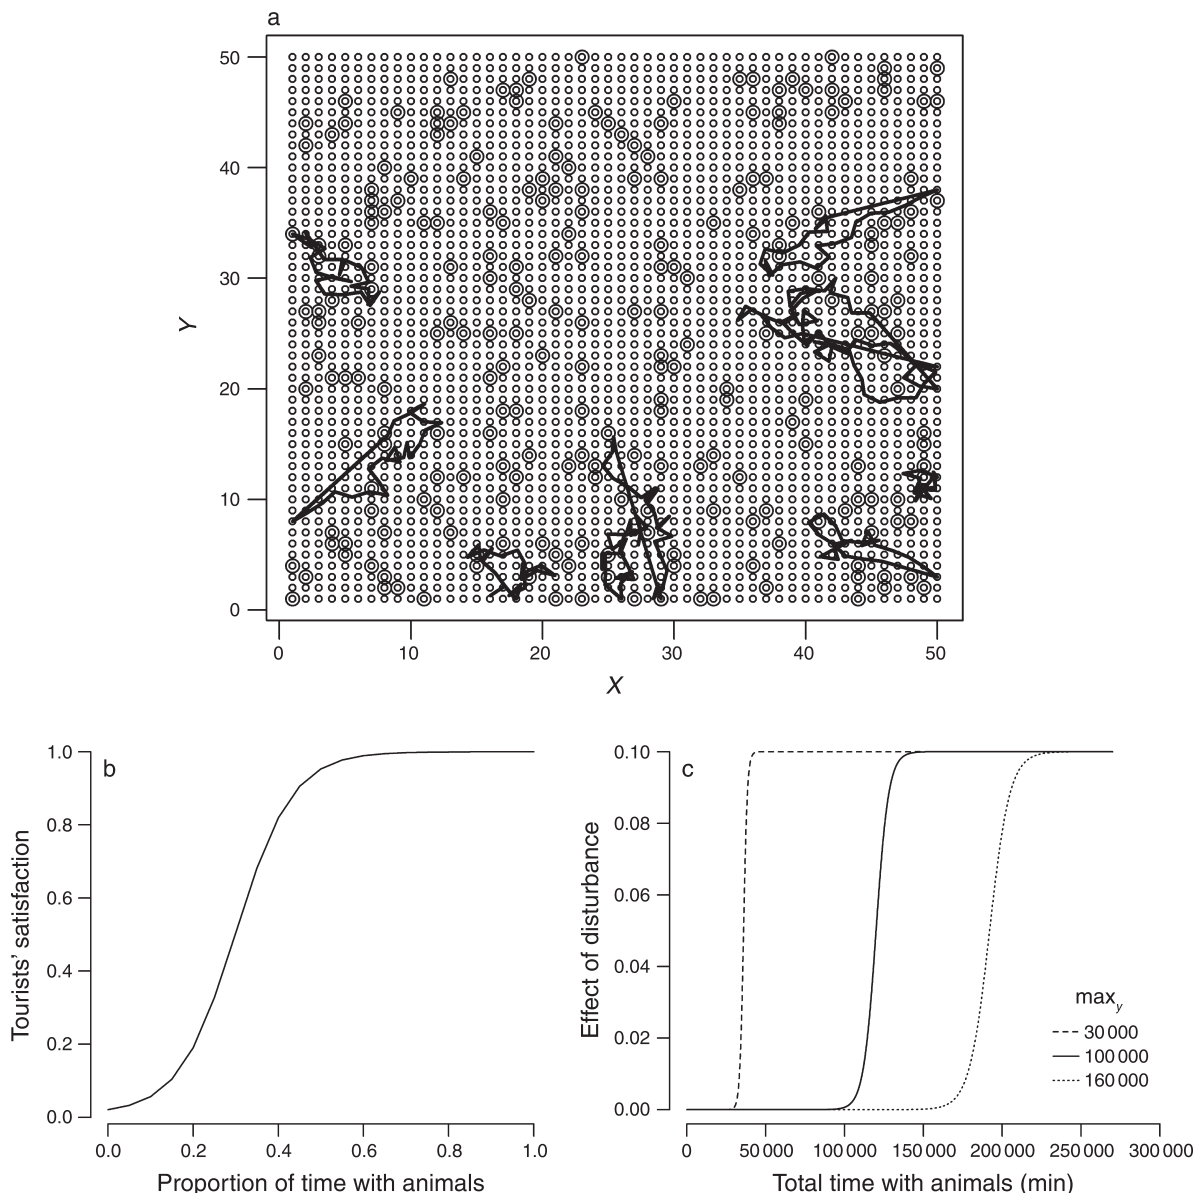 a
50
40
30
20
10
0
Y
0 10 20 30 40 50
X
b
1.0
0.8
0.6
0.4
0.2
0.0
Tourists’ satisfaction
0.0 0.2 0.4 0.6 0.8 1.0
Proportion of time with animals
c
0.10
0.08
0.06
0.04
0.02
0.00
Effect of disturbance
max y
30 000
100 000
160 000
0 50 000 100 000 150 000 200 000 250 000 300 000
Total time with animals (min)